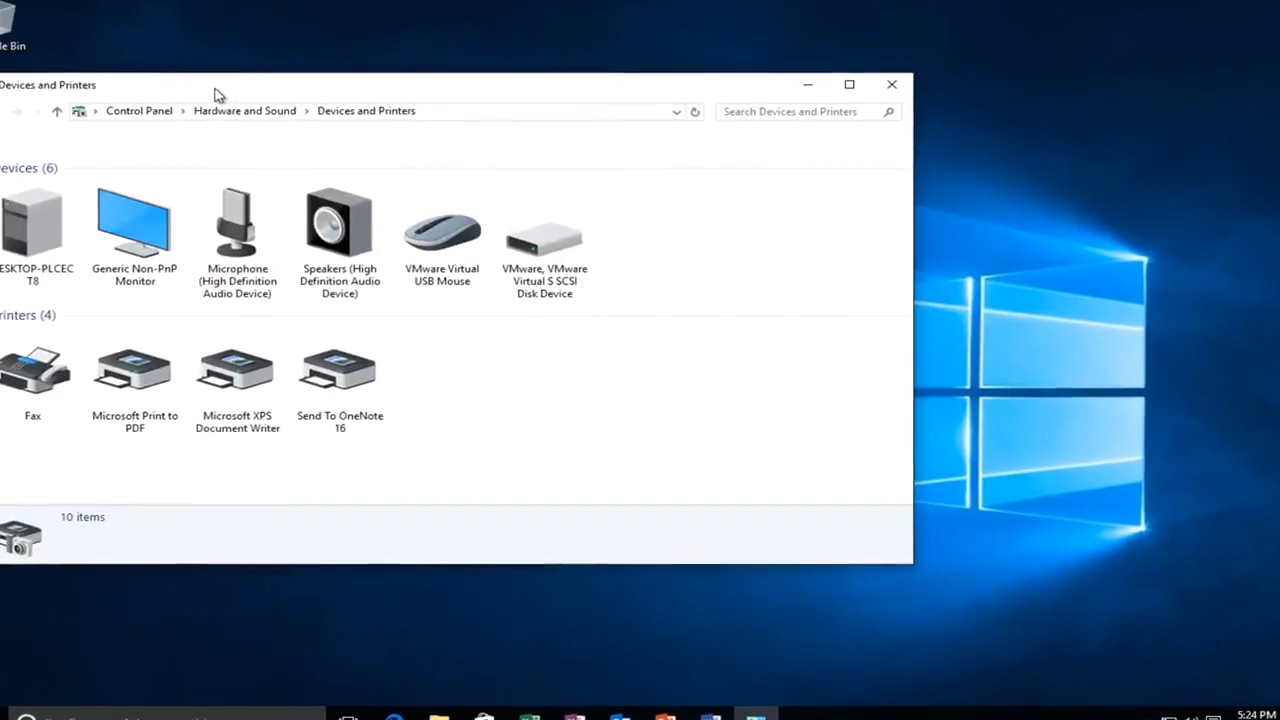 le Bin
Devices and Printers
Control Panel > Hardware and Sound > Devices and Printers
Search Devices and Printers
evices (6)
ESKTOP-PLCEC
T8
Generic Non-PnP
Monitor
Microphone
(High Definition
Audio Device)
Speakers (High
Definition Audio
Device)
VMware Virtual
USB Mouse
VMware, VMware
Virtual S SCSI
Disk Device
rinters (4)
Fax
Microsoft Print to
PDF
Microsoft XPS
Document Writer
Send To OneNote
16
10 items
5:24 PM